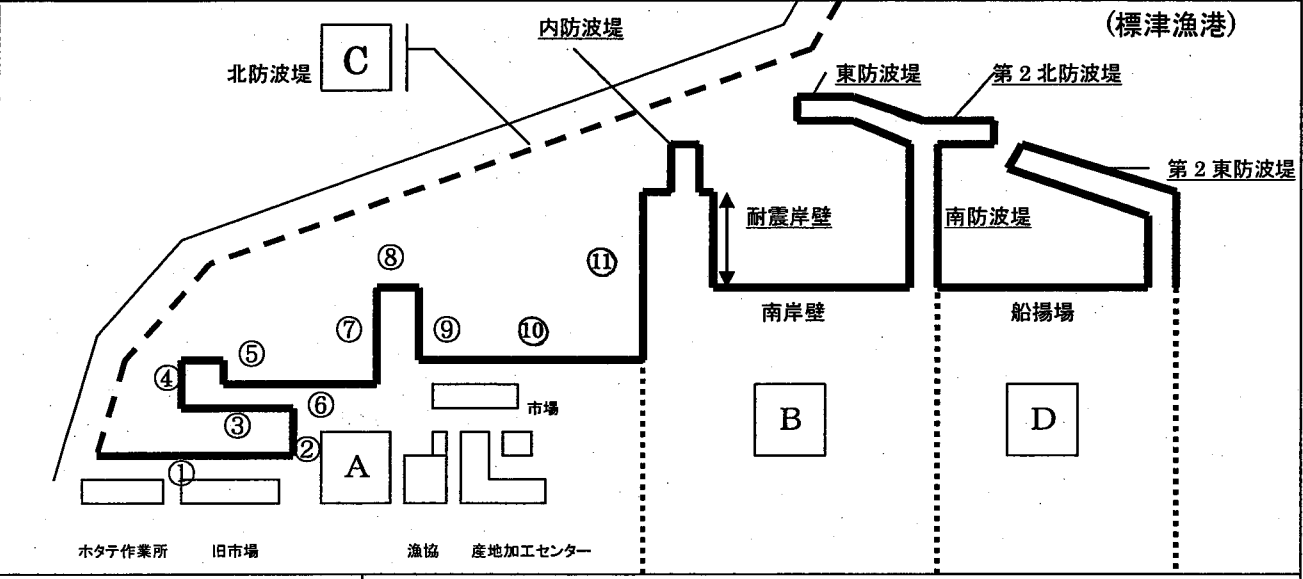 (標津漁港)
内防波堤
北防波堤
C
東防波堤
第2北防波堤
第2東防波堤
耐震岸壁
南防波堤
⑧
⑪
⑦
⑨
⑩
南岸壁
船揚場
⑤
④
⑥
③
②
①
市場
A
B
D
ホタテ作業所
旧市場
漁協
産地加工センター